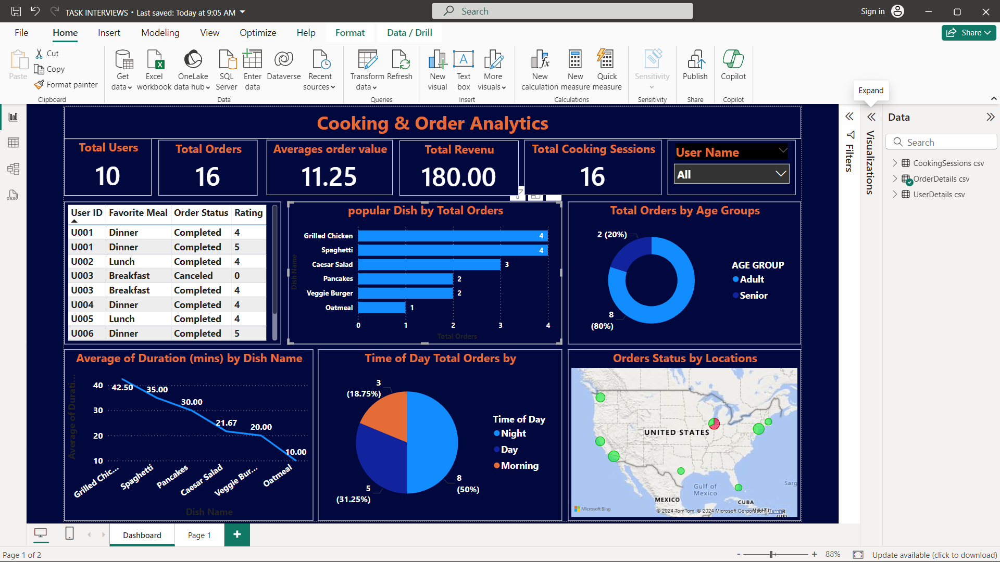 TASK INTERVIEWS • Last saved: Today at 9:05 AM
Search
Sign in
File
Home
Insert
Modeling
View
Optimize
Help
Format
Data / Drill
Share
Paste
Cut
Copy
Format painter
Clipboard
Get
data
Excel
workbook
OneLake
data hub
SQL
Server
Enter
data
Dataverse
Recent
sources
Data
Transform
data
Refresh
Queries
New
visual
Text
box
More
visuals
Insert
New
calculation
New
measure
Quick
measure
Calculations
Sensitivity
Sensitivity
Publish
Share
Copilot
Copilot
Expand
Cooking & Order Analytics
Total Users
10
Total Orders
16
Averages order value
11.25
Total Revenu
180.00
Total Cooking Sessions
16
User Name
All
User ID Favorite Meal Order Status Rating
U001 Dinner Completed 4
U001 Dinner Completed 5
U002 Lunch Completed 4
U003 Breakfast Canceled 0
U003 Breakfast Completed 4
U004 Dinner Completed 4
U005 Lunch Completed 4
U006 Dinner Completed 5
popular Dish by Total Orders
Dish Name
Grilled Chicken 4
Spaghetti 4
Caesar Salad 3
Pancakes 2
Veggie Burger 2
Oatmeal 1
0 1 2 3 4
Total Orders
Total Orders by Age Groups
2 (20%)
8
(80%)
AGE GROUP
Adult
Senior
Average of Duration (mins) by Dish Name
Average of Durati...
40
30
20
10
42.50
35.00
30.00
21.67
20.00
10.00
Grilled Chic...
Spaghetti
Pancakes
Caesar Salad
Veggie Bur...
Oatmeal
Dish Name
Time of Day Total Orders by
3
(18.75%)
5
(31.25%)
8
(50%)
Time of Day
Night
Day
Morning
Orders Status by Locations
UNITED STATES
MEXICO
Gulf of
Mexico
CUBA
Sarg
(US)
Microsoft Bing
© 2024 TomTom, © 2024 Microsoft Corporation Terms
Filters
Visualizations
Data
Search
CookingSessions csv
OrderDetails csv
UserDetails csv
DAX
Dashboard
Page 1
+
Page 1 of 2
- + 88%
Update available (click to download)